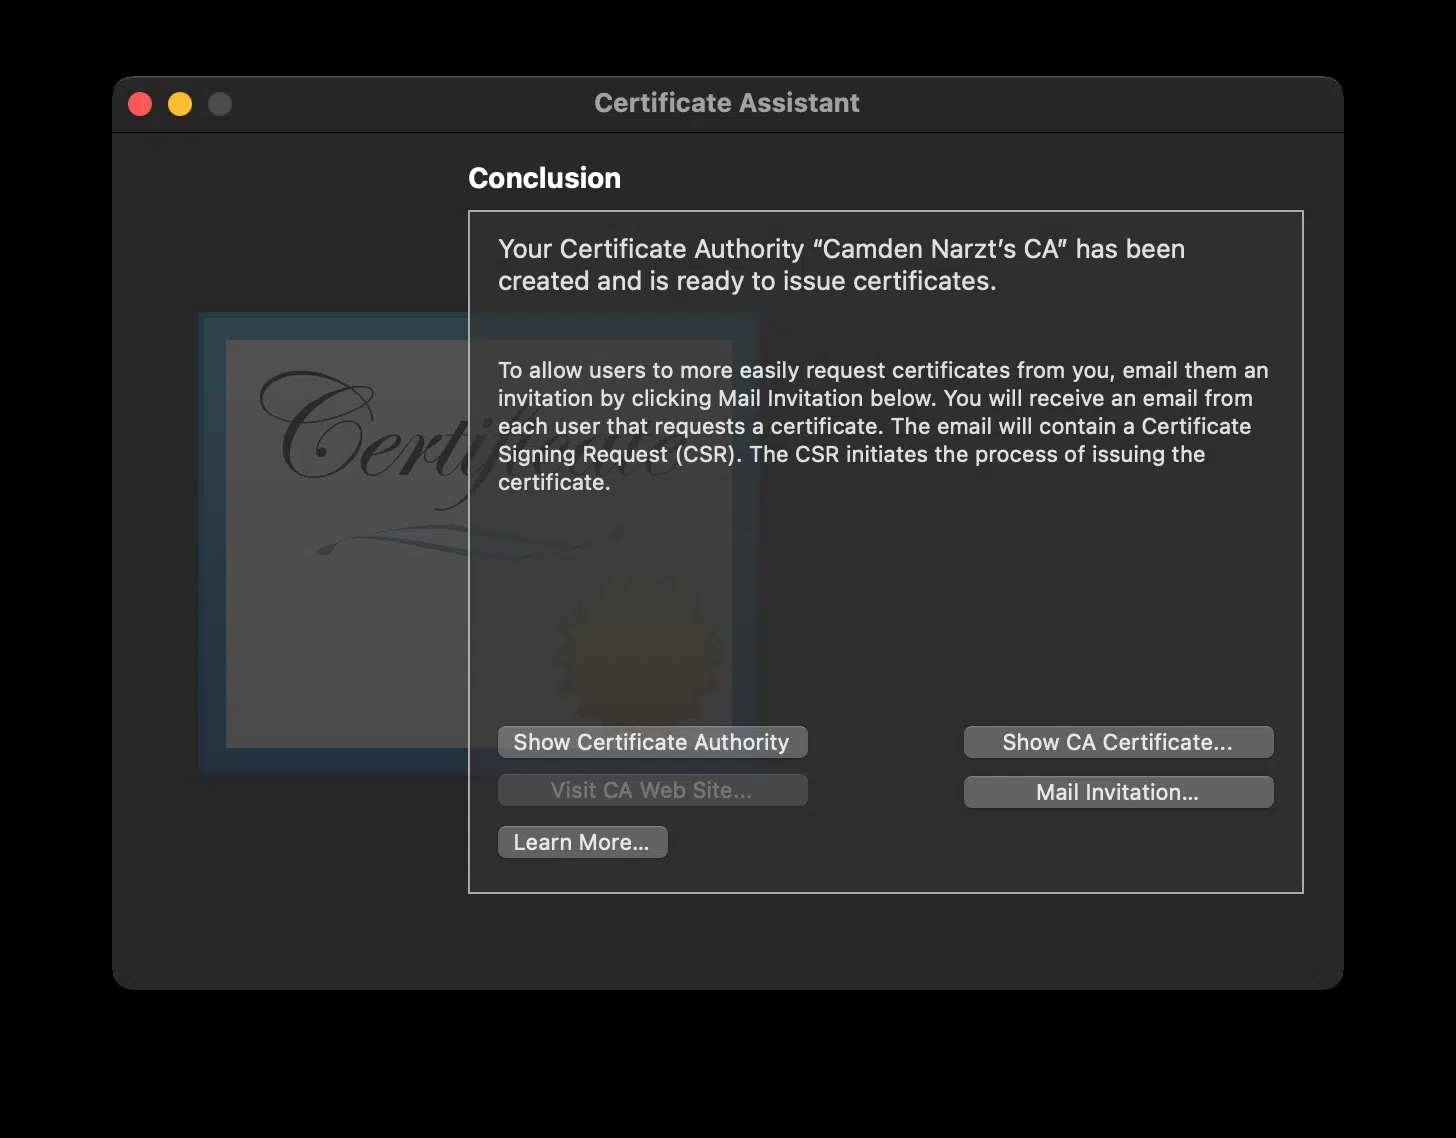 Certificate Assistant
Conclusion
Your Certificate Authority “Camden Narzt’s CA” has been
created and is ready to issue certificates.
To allow users to more easily request certificates from you, email them an
invitation by clicking Mail Invitation below. You will receive an email from
each user that requests a certificate. The email will contain a Certificate
Signing Request (CSR). The CSR initiates the process of issuing the
certificate.
Certificate
Show Certificate Authority
Show CA Certificate...
Visit CA Web Site...
Mail Invitation...
Learn More...